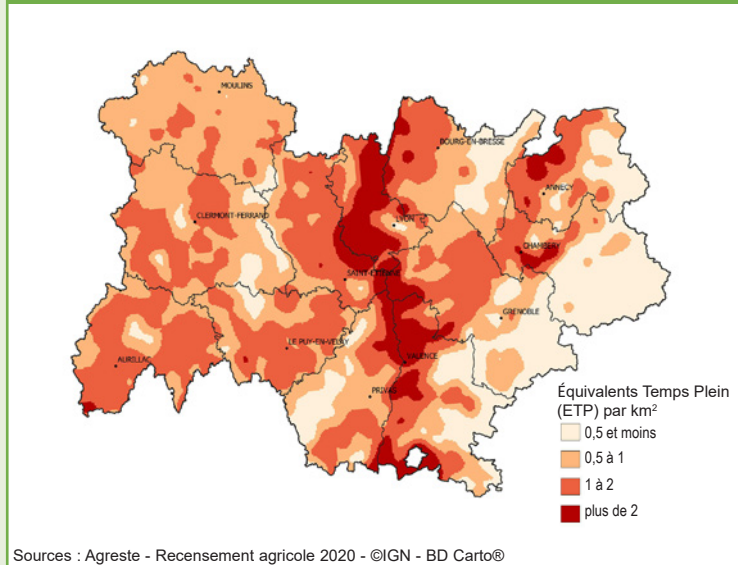 MOULINS
BOURG-EN-BRESSE
ANNECY
CLERMONT-FERRAND
LYON
CHAMBERY
SAINT-ETIENNE
GRENOBLE
LE PUY-EN-VELAY
VALENCE
AURILLAC
PRIVAS
Équivalents Temps Plein
(ETP) par km²
0,5 et moins
0,5 à 1
1 à 2
plus de 2
Sources : Agreste - Recensement agricole 2020 - ©IGN - BD Carto®